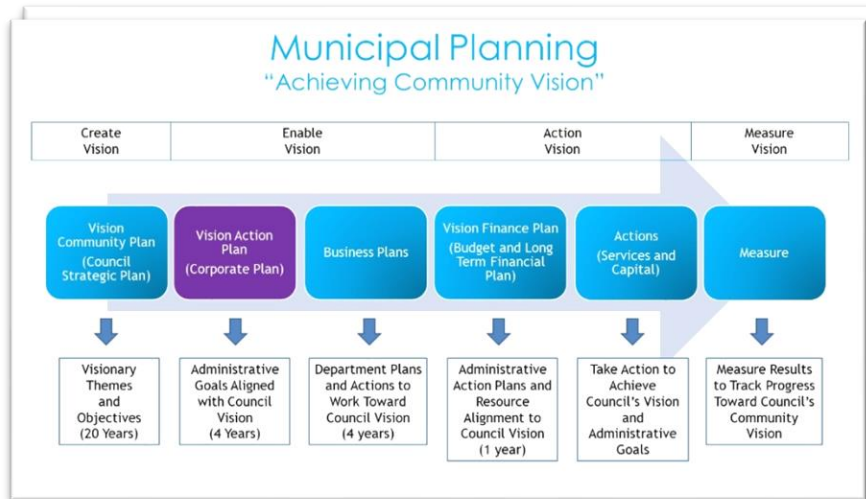 Municipal Planning
“Achieving Community Vision”
Create
Vision
Enable
Vision
Action
Vision
Measure
Vision
Vision
Community Plan
(Council
Strategic Plan)
Vision Action
Plan
(Corporate Plan)
Business Plans
Vision Finance Plan
(Budget and Long
Term Financial
Plan)
Actions
(Services and
Capital)
Measure
Visionary
Themes
and
Objectives
(20 Years)
Administrative
Goals Aligned
with Council
Vision
(4 Years)
Department Plans
and Actions to
Work Toward
Council Vision
(4 years)
Administrative
Action Plans and
Resource
Alignment to
Council Vision
(1 year)
Take Action to
Achieve
Council’s Vision
and
Administrative
Goals
Measure Results
to Track Progress
Toward Council’s
Community
Vision